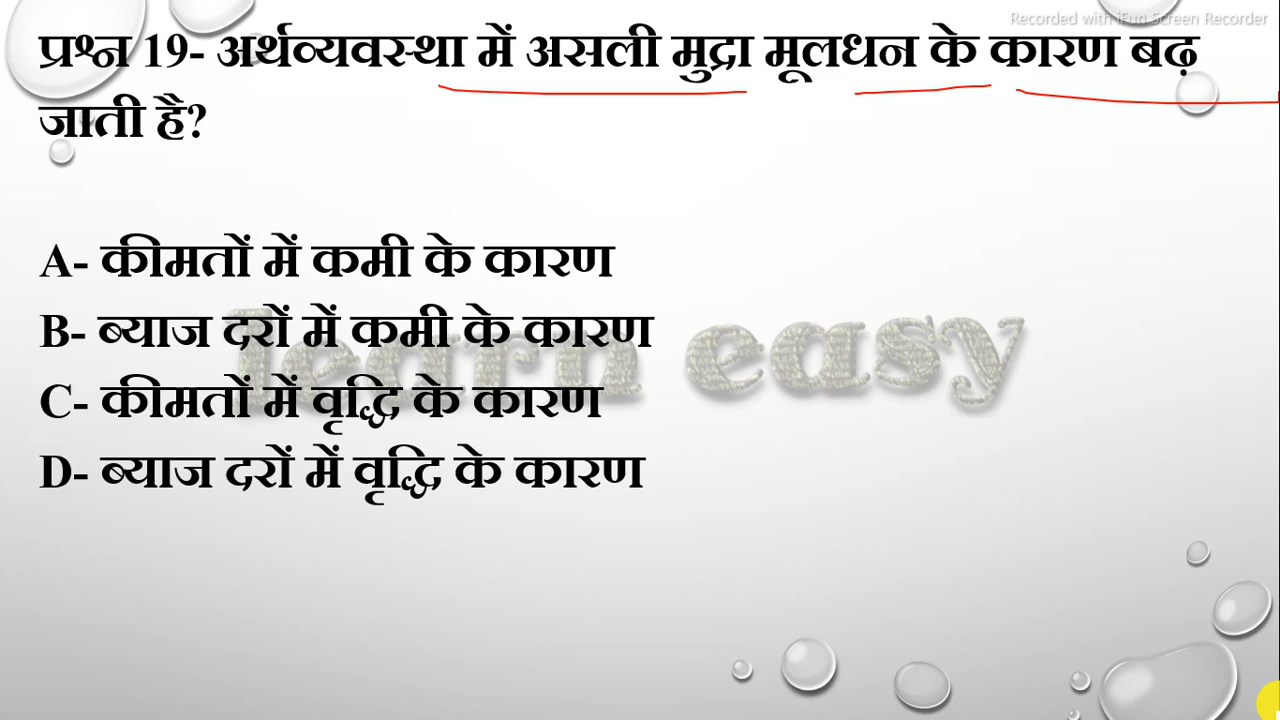 Recorded with iFun Screen Recorder
प्रश्न 19- अर्थव्यवस्था में असली मुद्रा मूलधन के कारण बढ़
जाती है?
A- कीमतों में कमी के कारण
B- ब्याज दरों में कमी के कारण
learn easy
C- कीमतों में वृद्धि के कारण
D- ब्याज दरों में वृद्धि के कारण